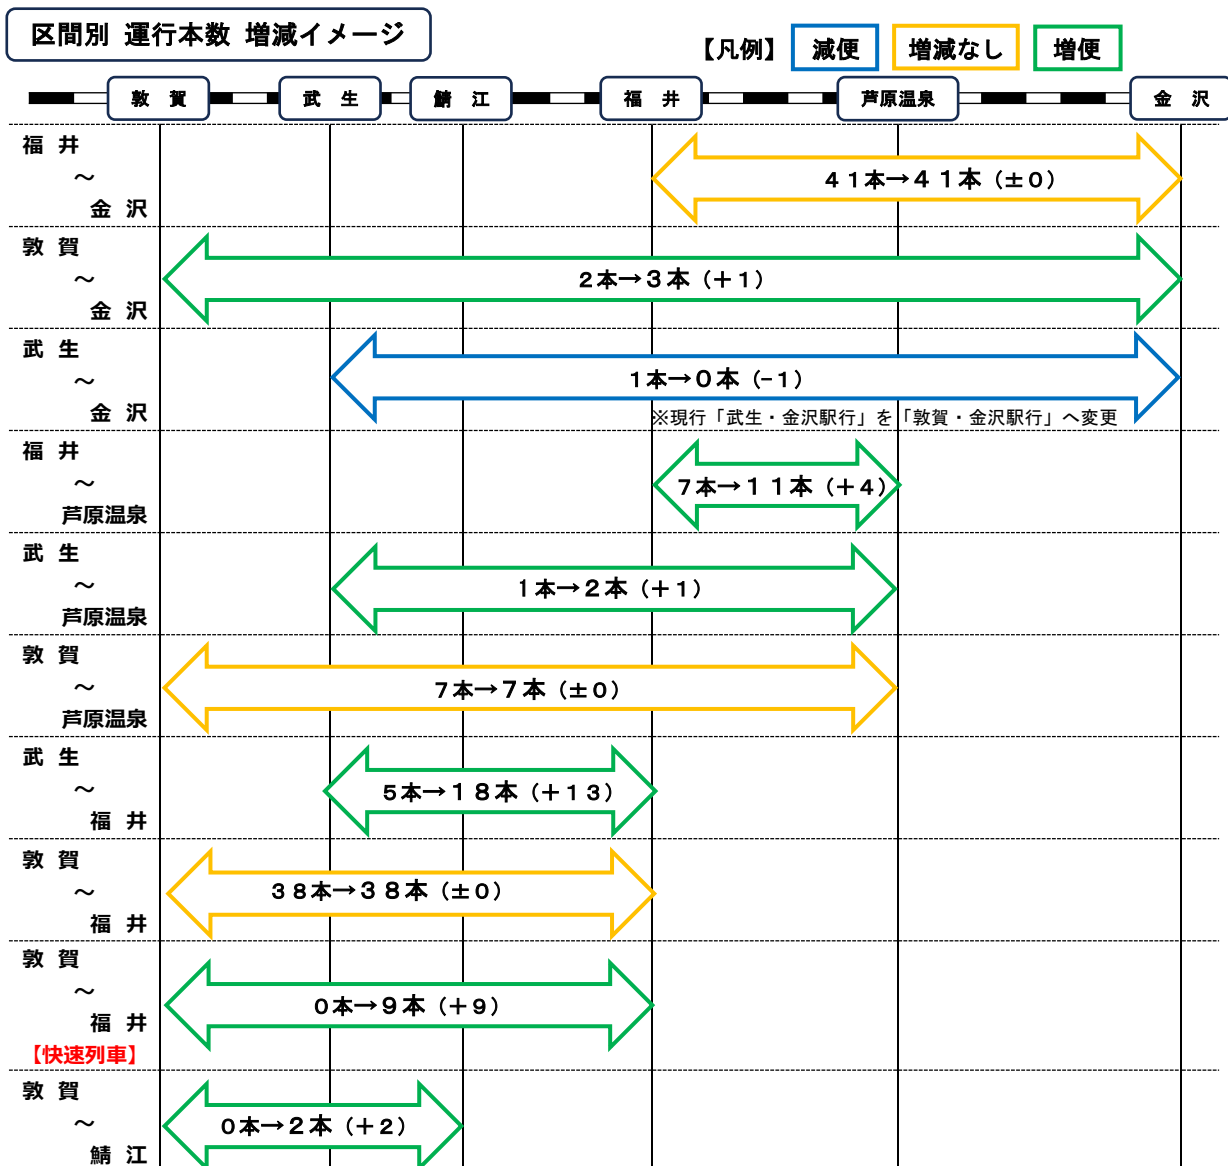 区間別 運行本数 増減イメージ
【凡例】 減便 増減なし 増便
敦 賀 武 生 鯖 江 福 井 芦原温泉 金 沢
福 井
～
金 沢
41本→41本(±0)
敦 賀
～
金 沢
2本→3本(+1)
武 生
～
金 沢
1本→0本(-1)
※現行「武生・金沢駅行」を「敦賀・金沢駅行」へ変更
福 井
～
芦原温泉
7本→11本(+4)
武 生
～
芦原温泉
1本→2本(+1)
敦 賀
～
芦原温泉
7本→7本(±0)
武 生
～
福 井
5本→18本(+13)
敦 賀
～
福 井
38本→38本(±0)
敦 賀
～
福 井
【快速列車】
0本→9本(+9)
敦 賀
～
鯖 江
0本→2本(+2)